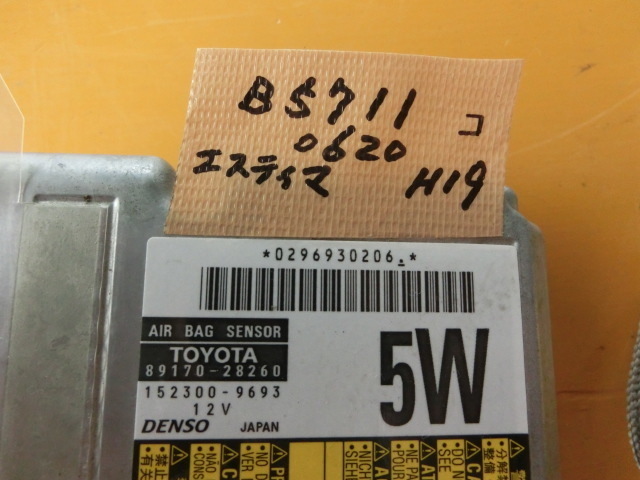 B5711
コ
0620
エスティマ H19
*0296930206.*
AIR BAG SENSOR
TOYOTA
89170-28260
152300-9693
12V
DENSO JAPAN
5W